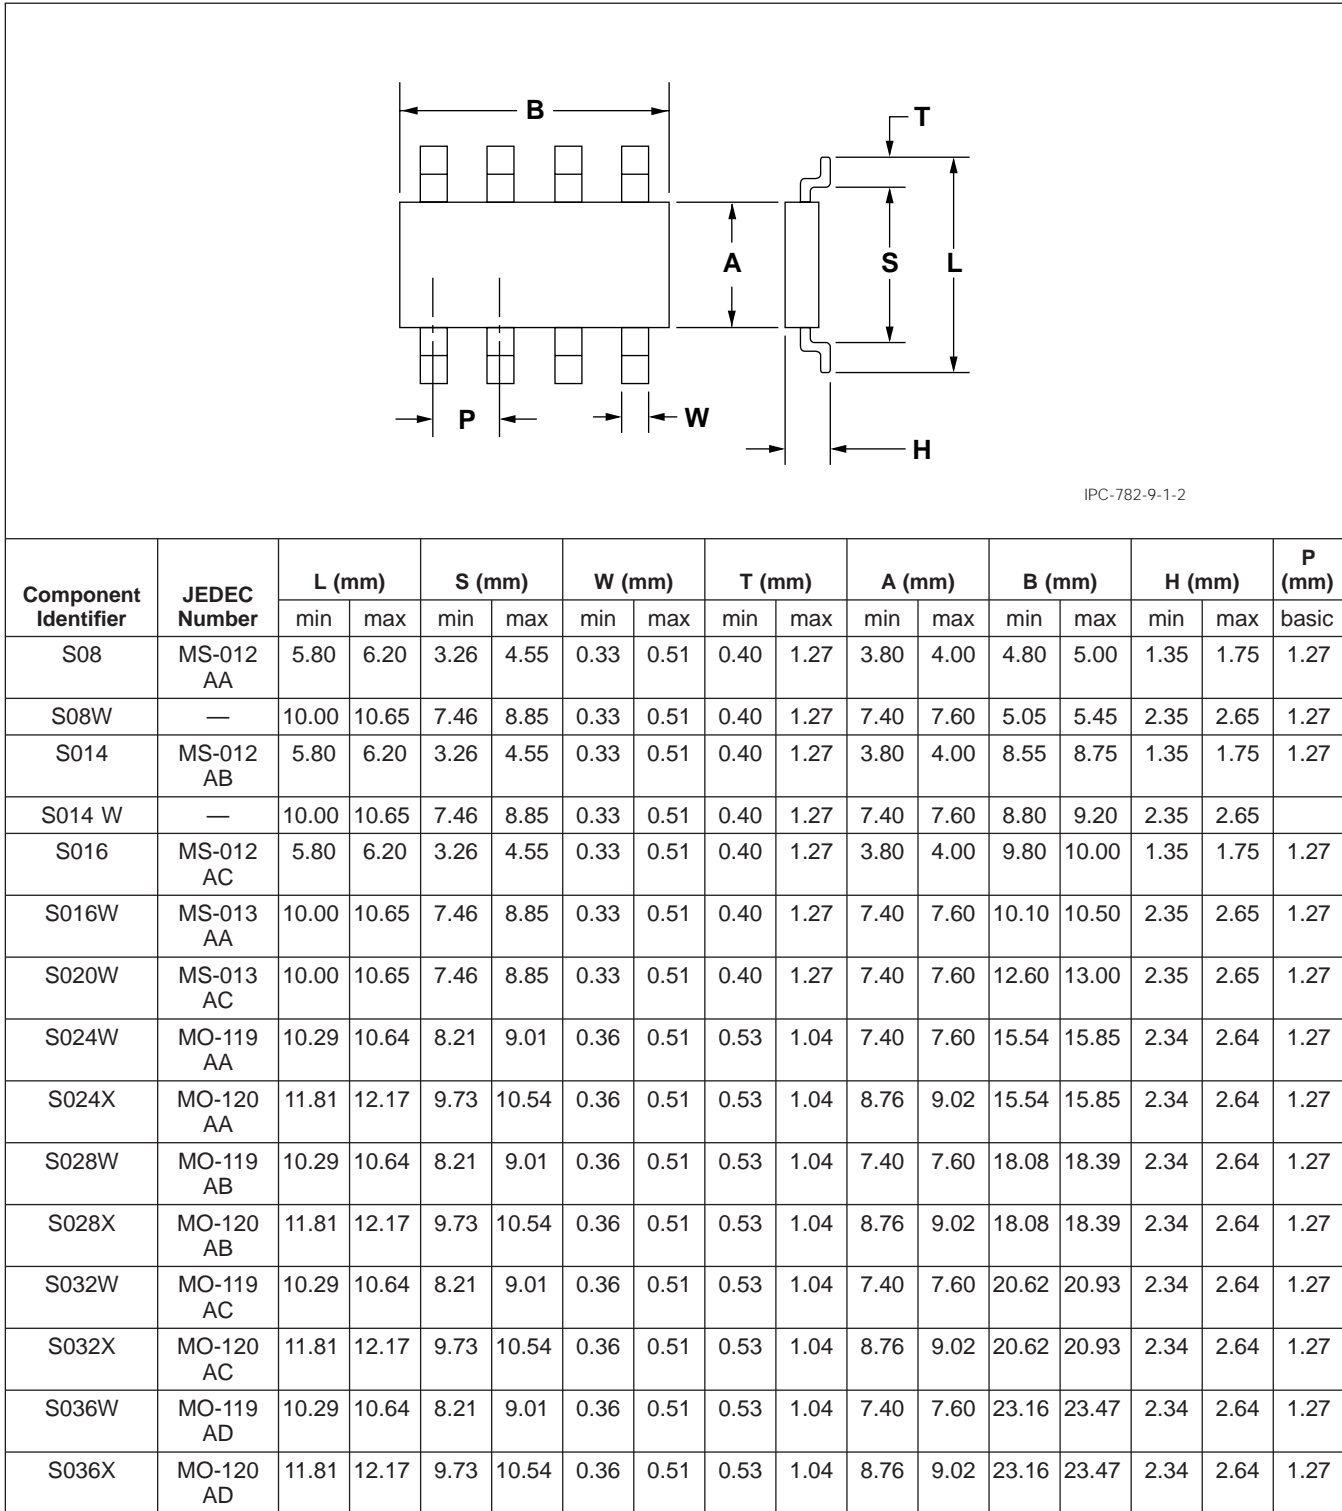 B
T
A
S
L
P
W
H
IPC-782-9-1-2
Component Identifier JEDEC Number L (mm) S (mm) W (mm) T (mm) A (mm) B (mm) H (mm) P (mm)
min max min max min max min max min max min max min max basic
S08 MS-012 AA 5.80 6.20 3.26 4.55 0.33 0.51 0.40 1.27 3.80 4.00 4.80 5.00 1.35 1.75 1.27
S08W — 10.00 10.65 7.46 8.85 0.33 0.51 0.40 1.27 7.40 7.60 5.05 5.45 2.35 2.65 1.27
S014 MS-012 AB 5.80 6.20 3.26 4.55 0.33 0.51 0.40 1.27 3.80 4.00 8.55 8.75 1.35 1.75 1.27
S014 W — 10.00 10.65 7.46 8.85 0.33 0.51 0.40 1.27 7.40 7.60 8.80 9.20 2.35 2.65
S016 MS-012 AC 5.80 6.20 3.26 4.55 0.33 0.51 0.40 1.27 3.80 4.00 9.80 10.00 1.35 1.75 1.27
S016W MS-013 AA 10.00 10.65 7.46 8.85 0.33 0.51 0.40 1.27 7.40 7.60 10.10 10.50 2.35 2.65 1.27
S020W MS-013 AC 10.00 10.65 7.46 8.85 0.33 0.51 0.40 1.27 7.40 7.60 12.60 13.00 2.35 2.65 1.27
S024W MO-119 AA 10.29 10.64 8.21 9.01 0.36 0.51 0.53 1.04 7.40 7.60 15.54 15.85 2.34 2.64 1.27
S024X MO-120 AA 11.81 12.17 9.73 10.54 0.36 0.51 0.53 1.04 8.76 9.02 15.54 15.85 2.34 2.64 1.27
S028W MO-119 AB 10.29 10.64 8.21 9.01 0.36 0.51 0.53 1.04 7.40 7.60 18.08 18.39 2.34 2.64 1.27
S028X MO-120 AB 11.81 12.17 9.73 10.54 0.36 0.51 0.53 1.04 8.76 9.02 18.08 18.39 2.34 2.64 1.27
S032W MO-119 AC 10.29 10.64 8.21 9.01 0.36 0.51 0.53 1.04 7.40 7.60 20.62 20.93 2.34 2.64 1.27
S032X MO-120 AC 11.81 12.17 9.73 10.54 0.36 0.51 0.53 1.04 8.76 9.02 20.62 20.93 2.34 2.64 1.27
S036W MO-119 AD 10.29 10.64 8.21 9.01 0.36 0.51 0.53 1.04 7.40 7.60 23.16 23.47 2.34 2.64 1.27
S036X MO-120 AD 11.81 12.17 9.73 10.54 0.36 0.51 0.53 1.04 8.76 9.02 23.16 23.47 2.34 2.64 1.27